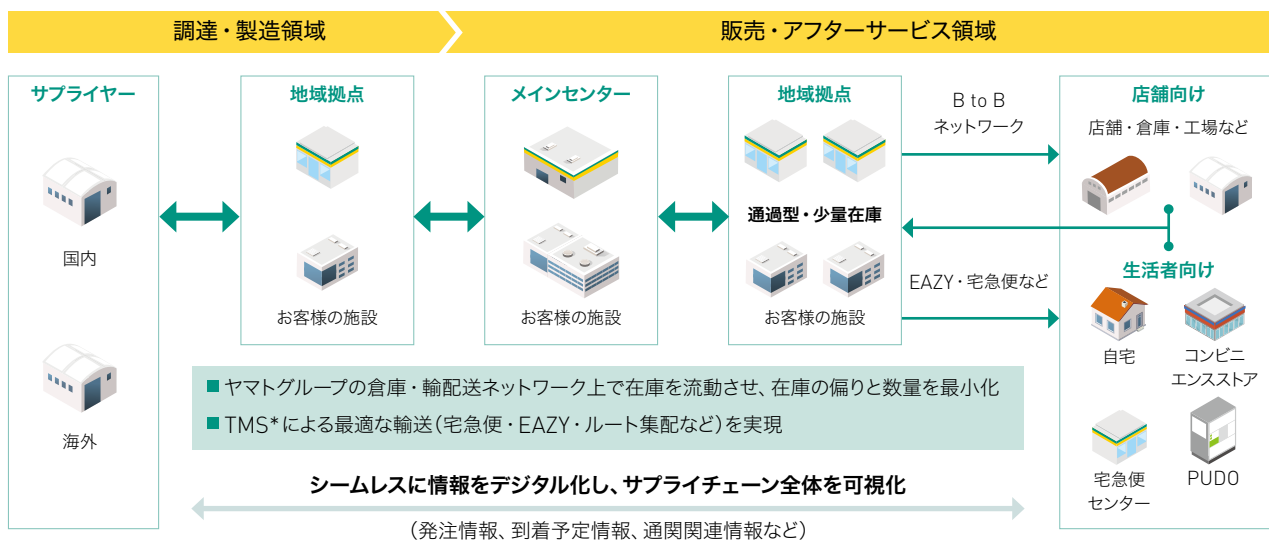 調達・製造領域
販売・アフターサービス領域
サプライヤー
国内
海外
地域拠点
お客様の施設
メインセンター
お客様の施設
地域拠点
通過型・少量在庫
お客様の施設
B to B
ネットワーク
EAZY・宅急便など
店舗向け
店舗・倉庫・工場など
生活者向け
自宅
コンビニ
エンスストア
宅急便
センター
PUDO
■ ヤマトグループの倉庫・輸配送ネットワーク上で在庫を流動させ、在庫の偏りと数量を最小化
■ TMS*による最適な輸送(宅急便・EAZY・ルート集配など)を実現
シームレスに情報をデジタル化し、サプライチェーン全体を可視化
(発注情報、到着予定情報、通関関連情報など)